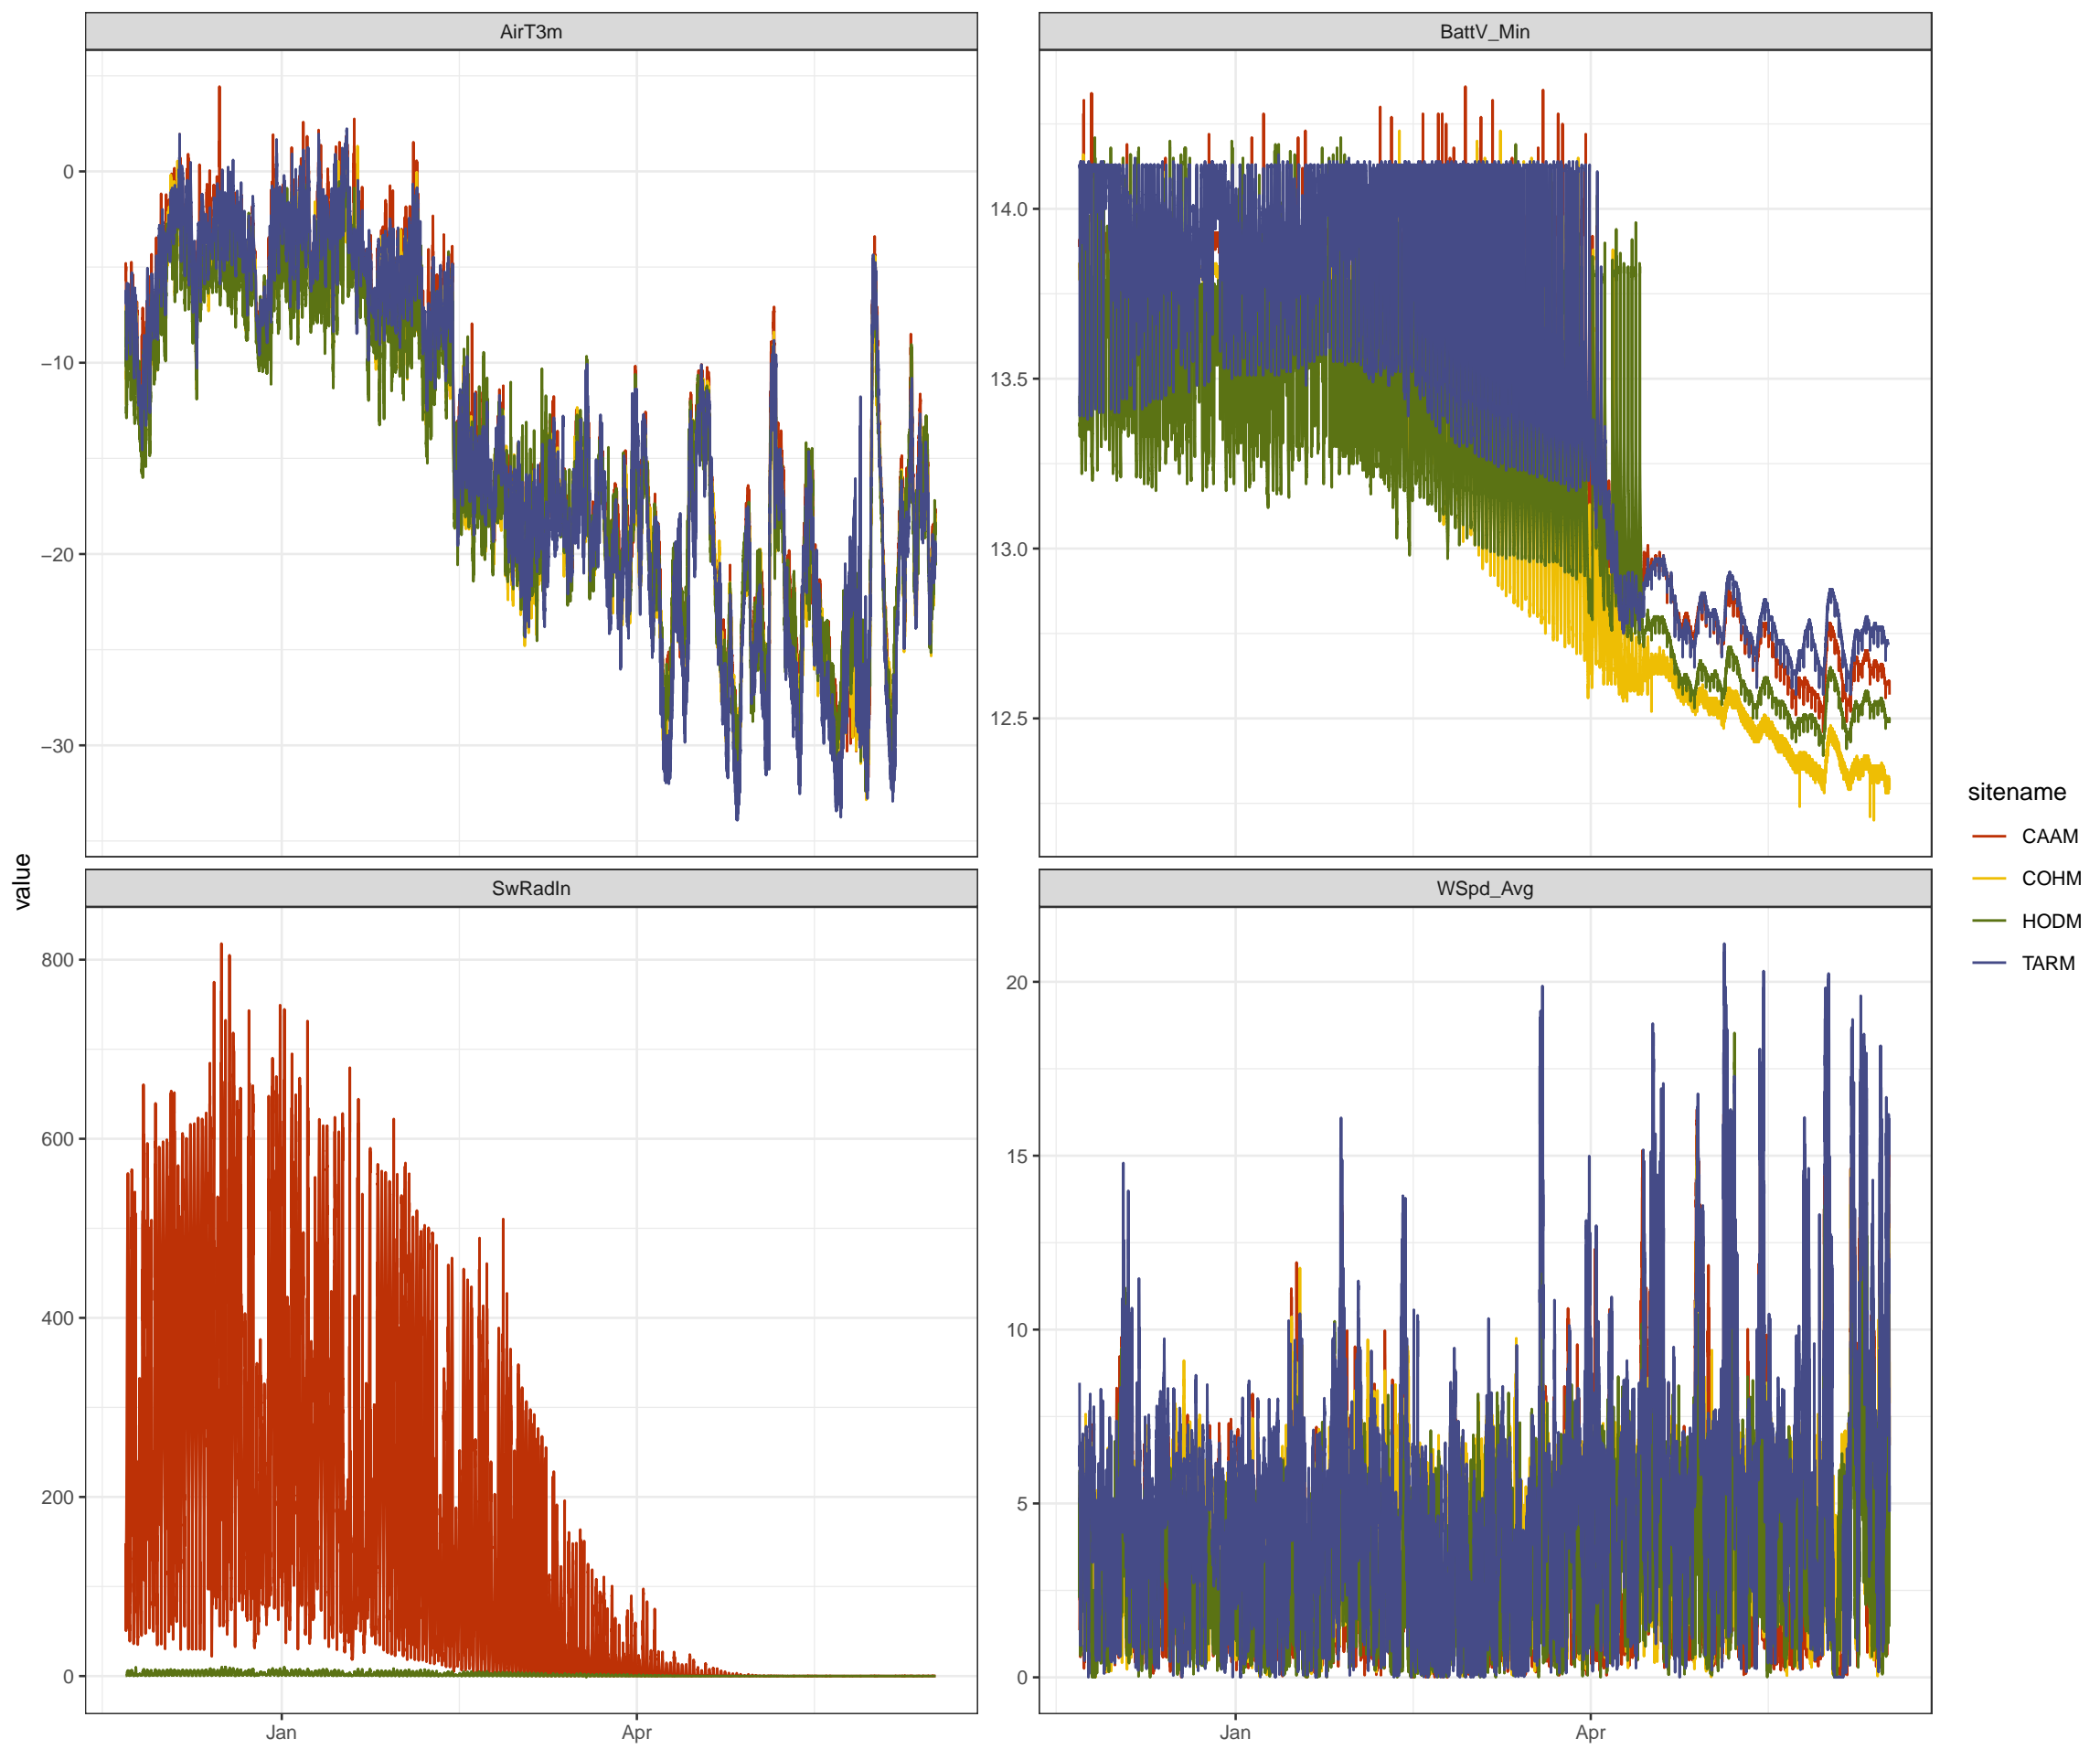 AirT3m
BattV_Min
0
−10
−20
−30
14.0
13.5
13.0
12.5
SwRadIn
WSpd_Avg
800
600
400
200
0
20
15
10
5
0
Jan
Apr
Jan
Apr
value
sitename
CAAM
COHM
HODM
TARM